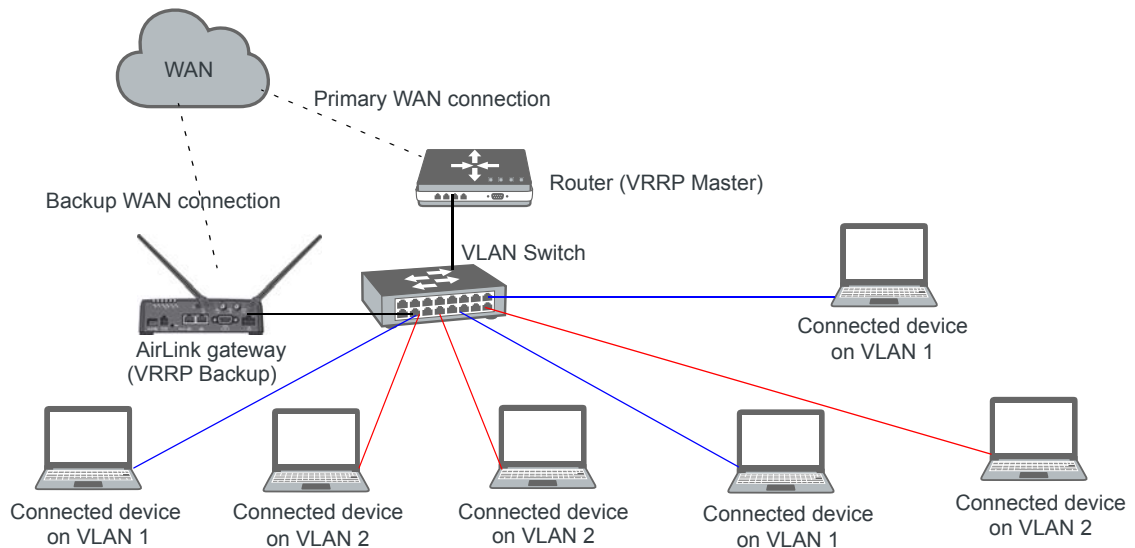 WAN
Primary WAN connection
Router (VRRP Master)
Backup WAN connection
VLAN Switch
AirLink gateway
(VRRP Backup)
Connected device
on VLAN 1
Connected device
on VLAN 1
Connected device
on VLAN 2
Connected device
on VLAN 2
Connected device
on VLAN 1
Connected device
on VLAN 2